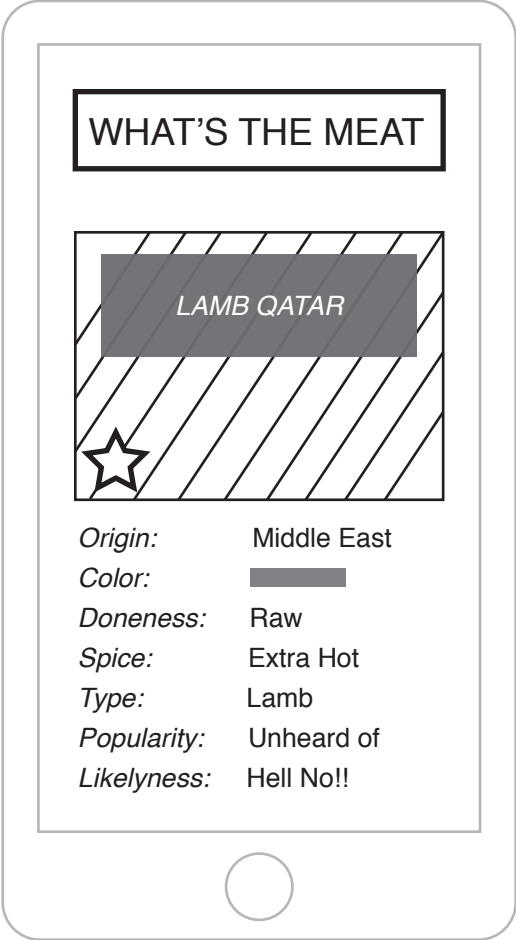 WHAT'S THE MEAT
LAMB QATAR
Origin: Middle East
Color:
Doneness: Raw
Spice: Extra Hot
Type: Lamb
Popularity: Unheard of
Likelyness: Hell No!!